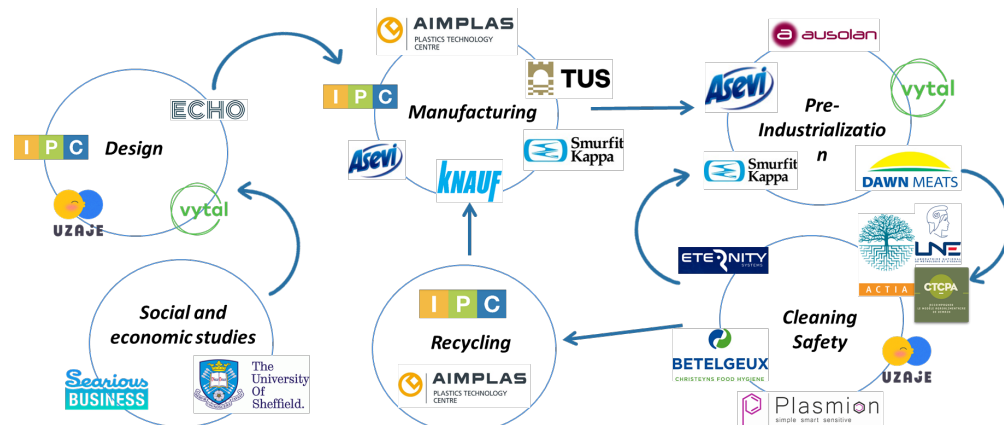 AIMPLAS
PLASTICS TECHNOLOGY
CENTRE
ausolan
TUS
Asevi
vytal
IPC
Manufacturing
Pre-
Industrializatio
n
ECHO
IPC
Design
Asevi
Smurfit
Kappa
KNAUF
Smurfit
Kappa
DAWN MEATS
vytal
UZAJE
ETERNITY
SYSTEMS
LNE
ACTIA
CTCPA
IPC
Recycling
Cleaning
Safety
Social and
economic studies
BETELGEUX
CHRISTEYNS FOOD HYGIENE
UZAJE
AIMPLAS
PLASTICS TECHNOLOGY
CENTRE
Searious
BUSINESS
The
University
Of
Sheffield.
Plasmion
simple smart sensitive